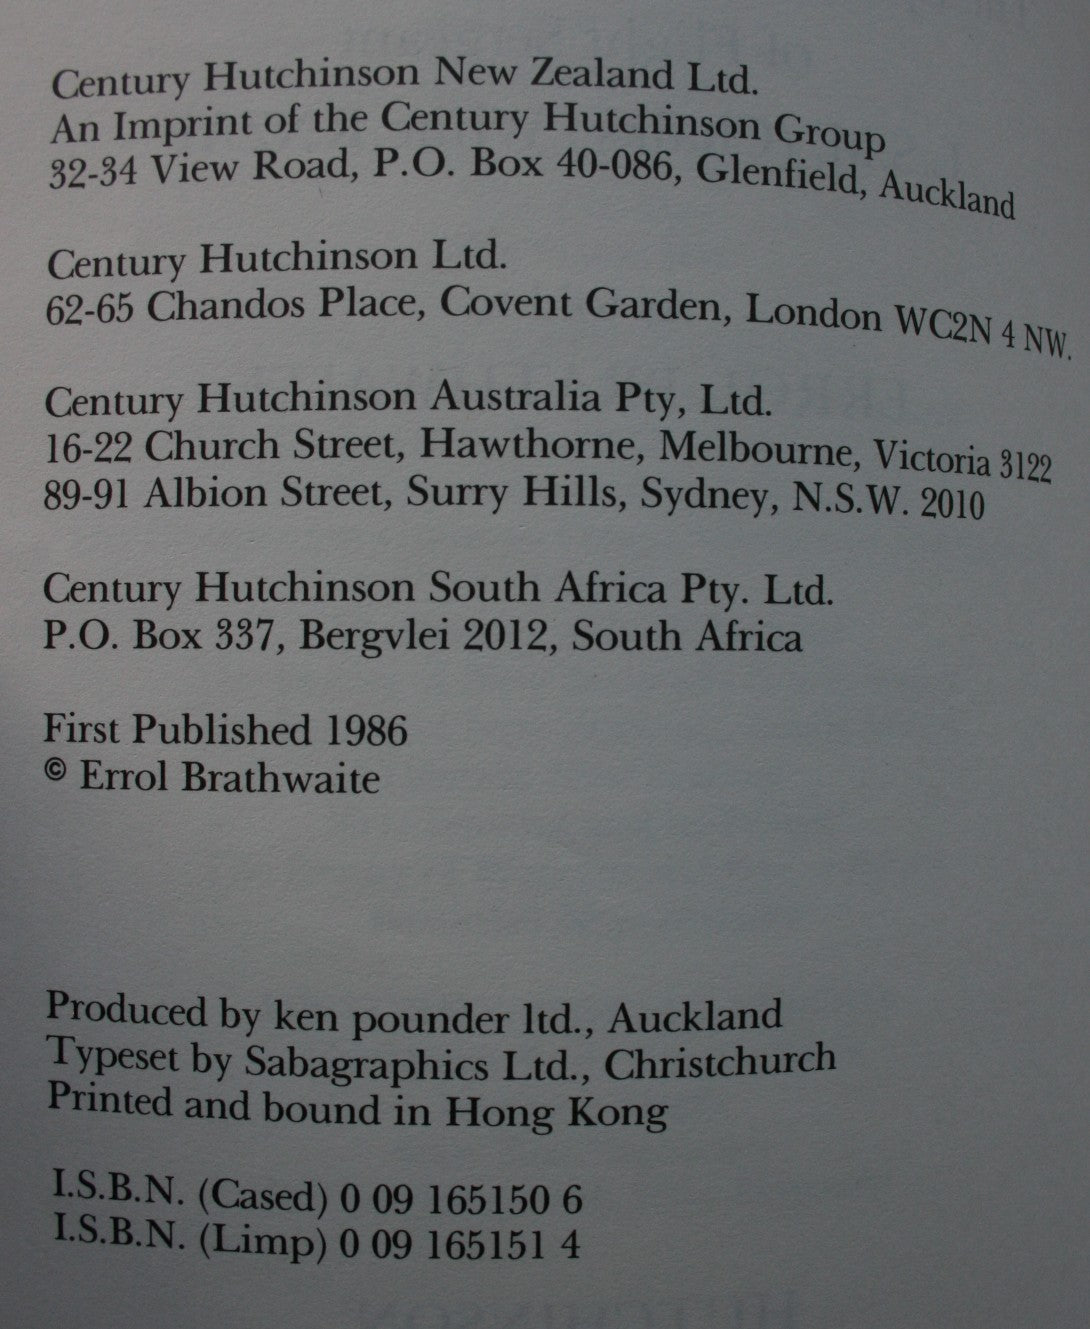 Century Hutchinson New Zealand Ltd.
An Imprint of the Century Hutchinson Group
32-34 View Road, P.O. Box 40-086, Glenfield, Auckland
Century Hutchinson Ltd.
62-65 Chandos Place, Covent Garden, London WC2N 4 NW.
Century Hutchinson Australia Pty, Ltd.
16-22 Church Street, Hawthorne, Melbourne, Victoria 3122
89-91 Albion Street, Surry Hills, Sydney, N.S.W. 2010
Century Hutchinson South Africa Pty. Ltd.
P.O. Box 337, Bergvlei 2012, South Africa
First Published 1986
© Errol Brathwaite
Produced by ken pounder ltd., Auckland
Typeset by Sabagraphics Ltd., Christchurch
Printed and bound in Hong Kong
I.S.B.N. (Cased) 0 09 165150 6
I.S.B.N. (Limp) 0 09 165151 4